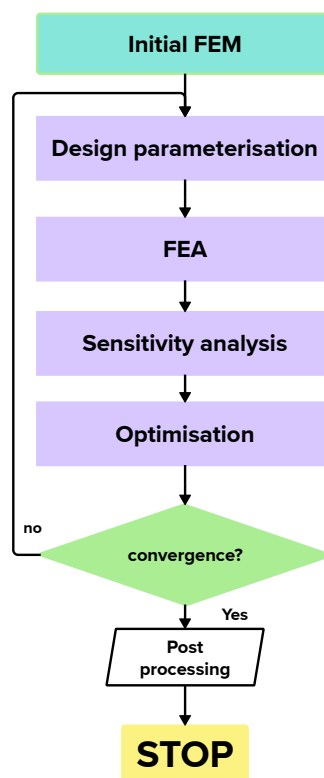 Initial FEM
Design parameterisation
FEA
Sensitivity analysis
Optimisation
no
convergence?
Yes
Post
processing
STOP